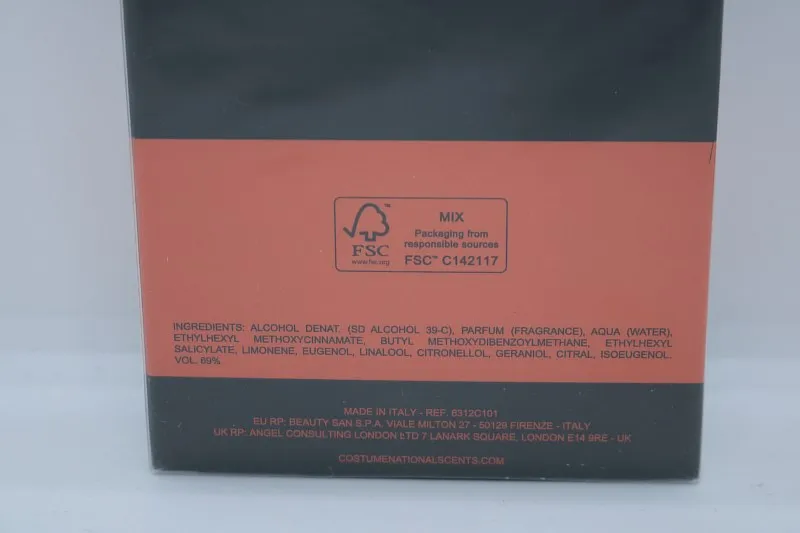 MIX
Packaging from
responsible sources
FSC™ C142117
™
FSC
www.fsc.org
INGREDIENTS: ALCOHOL DENAT. (SD ALCOHOL 39-C), PARFUM (FRAGRANCE), AQUA (WATER),
ETHYLHEXYL METHOXYCINNAMATE, BUTYL METHOXYDIBENZOYLMETHANE, ETHYLHEXYL
SALICYLATE, LIMONENE, EUGENOL, LINALOOL, CITRONELLOL, GERANIOL, CITRAL, ISOEUGENOL.
VOL. 69%
MADE IN ITALY - REF. 6312C101
EU RP: BEAUTY SAN S.P.A. VIALE MILTON 27 - 50129 FIRENZE - ITALY
UK RP: ANGEL CONSULTING LONDON LTD 7 LANARK SQUARE, LONDON E14 9RE - UK
COSTUMENATIONALSCENTS.COM